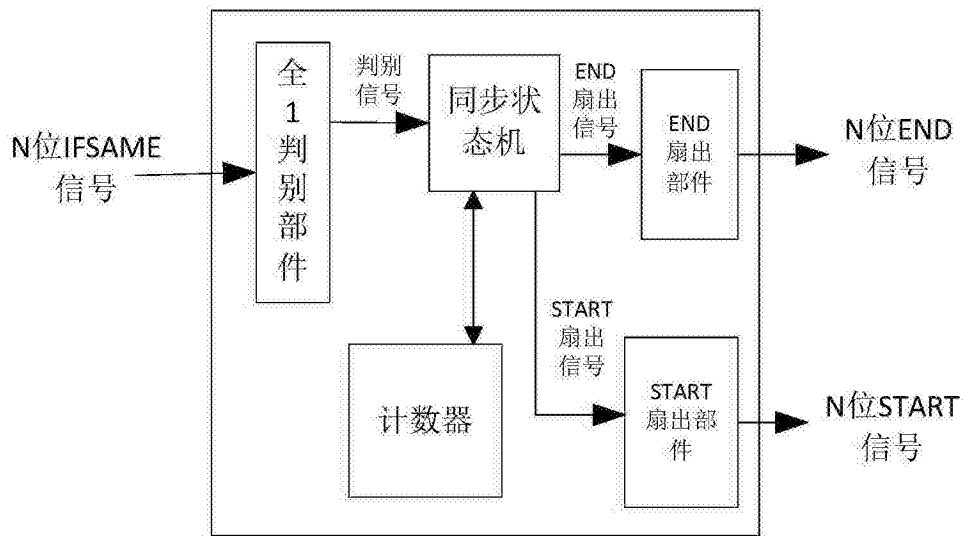 N位IFSAME
信号
全
1
判
别
部
件
判别
信号
同步状
态机
END
扇出
信号
END
扇出
部件
N位END
信号
计数器
START
扇出
信号
START
扇出部
件
N位START
信号